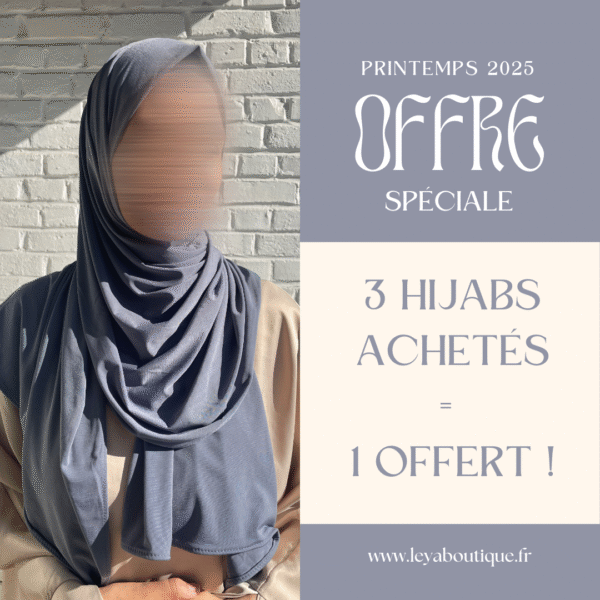 PRINTEMPS 2025
OFFRE
SPÉCIALE
3 HIJABS
ACHETÉS
=
1 OFFERT !
www.leyaboutique.fr